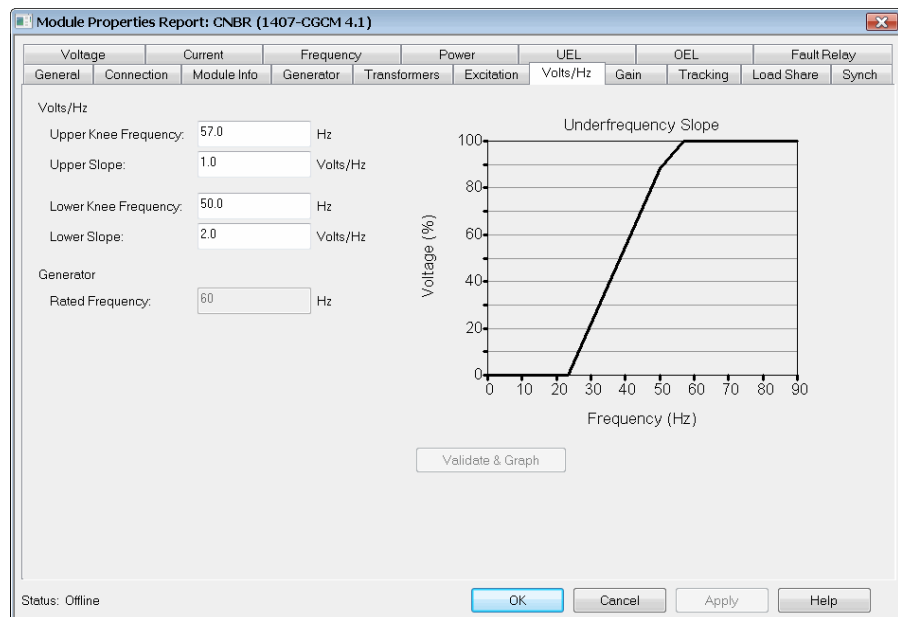 Module Properties Report: CNBR (1407-CGCM 4.1)
Voltage Current Frequency Power UEL OEL Fault Relay
General Connection Module Info Generator Transformers Excitation Volts/Hz Gain Tracking Load Share Synch
Volts/Hz
Upper Knee Frequency: 57.0 Hz
Upper Slope: 1.0 Volts/Hz
Lower Knee Frequency: 50.0 Hz
Lower Slope: 2.0 Volts/Hz
Generator
Rated Frequency: 60 Hz
Underfrequency Slope
100
80
60
40
20
0
Voltage (%)
0 10 20 30 40 50 60 70 80 90
Frequency (Hz)
Validate & Graph
Status: Offline
OK Cancel Apply Help